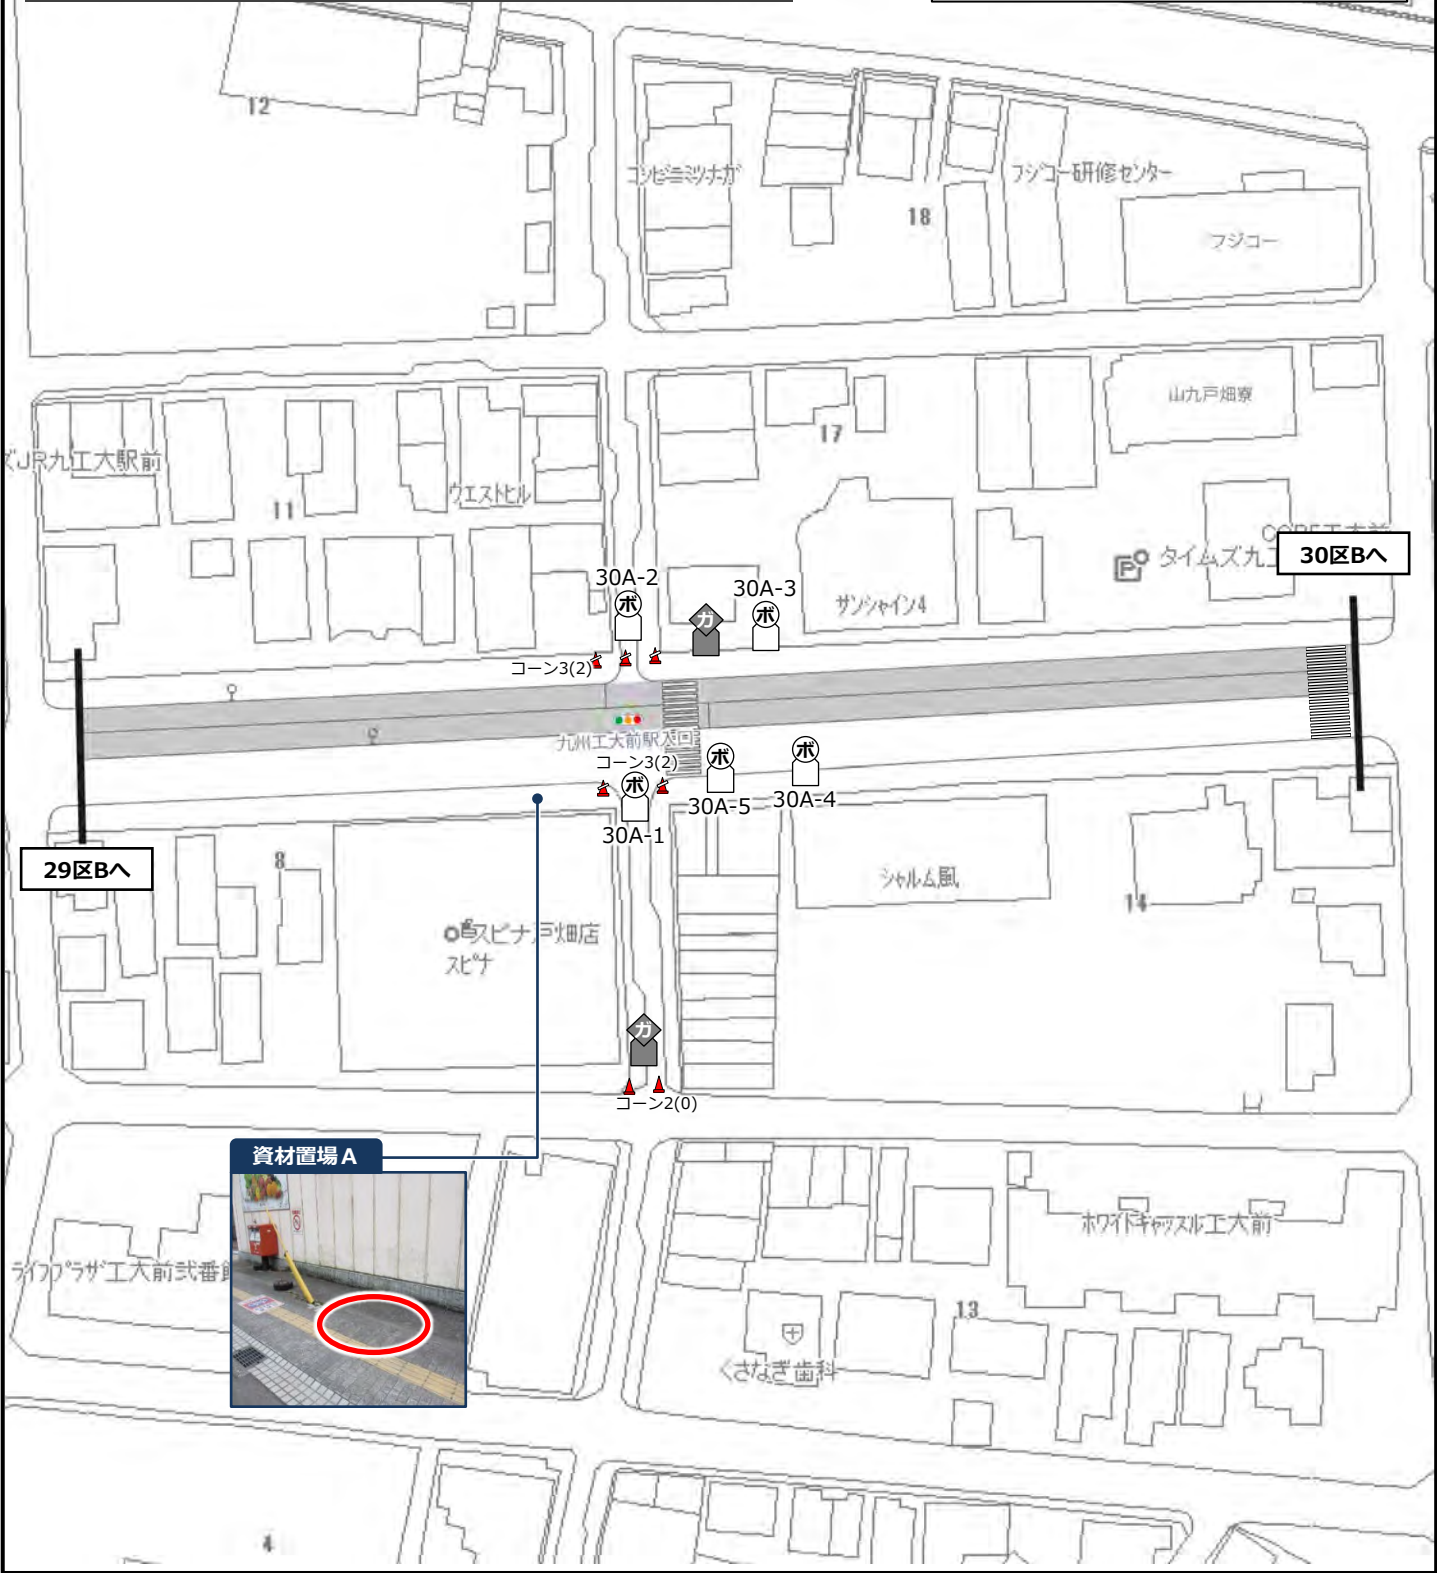 12
コンビニミツナガ
フジコー研修センター
18
フジコー
山九戸畑寮
17
ズJR九工大駅前
ウエストヒル
11
タイムズ九工
30区Bへ
30A-2
30A-3
ボ
ガ
ボ
サンシャイン4
コーン3(2)
九州工大前駅入口
コーン3(2)
ボ
ボ
ボ
30A-5
30A-4
30A-1
29区Bへ
8
シャルム風
14
スピナ戸畑店
スピナ
ガ
コーン2(0)
資材置場A
ホワイトキャッスル工大前
ライフプラザ工大前弐番館
13
くさなぎ歯科
4
P